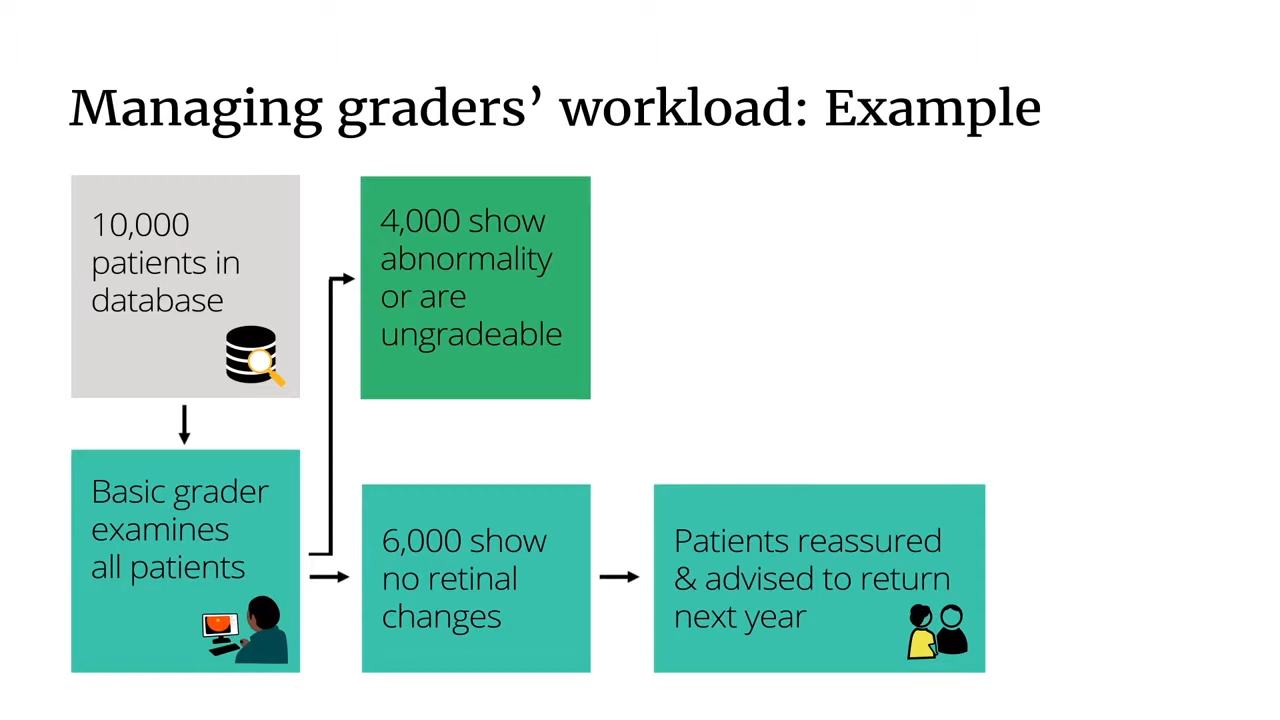 Managing graders’ workload: Example
10,000
patients in
database
4,000 show
abnormality
or are
ungradeable
Basic grader
examines
all patients
6,000 show
no retinal
changes
Patients reassured
& advised to return
next year